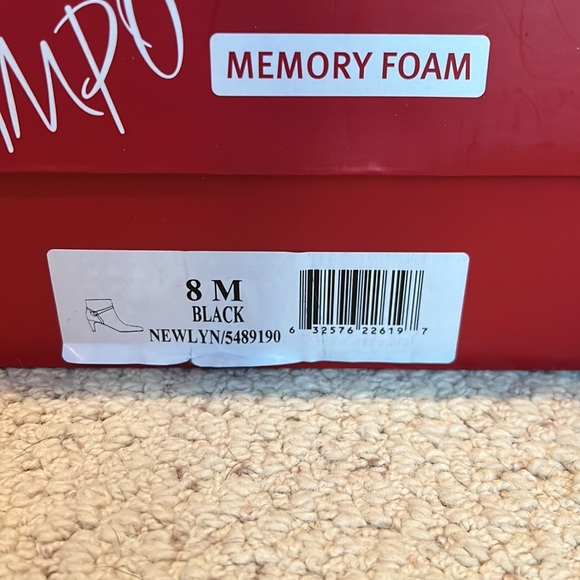 MEMORY FOAM
8 M
BLACK
NEWLYN/5489190
6 32576 22619 7